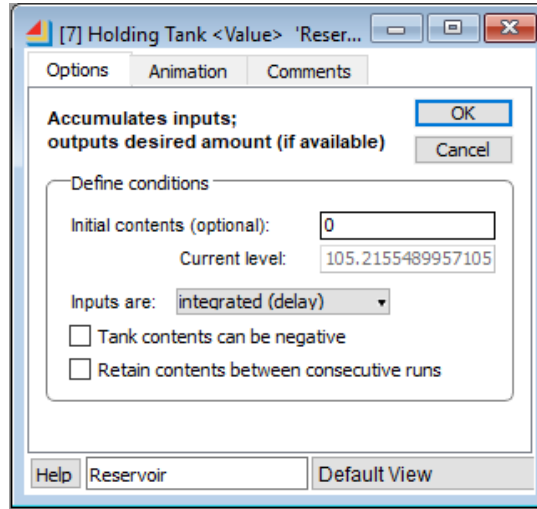 [7] Holding Tank <Value> 'Reser...
Options Animation Comments
Accumulates inputs;
outputs desired amount (if available)
OK
Cancel
Define conditions
Initial contents (optional): 0
Current level: 105.2155489957105
Inputs are: integrated (delay)
Tank contents can be negative
Retain contents between consecutive runs
Help Reservoir Default View